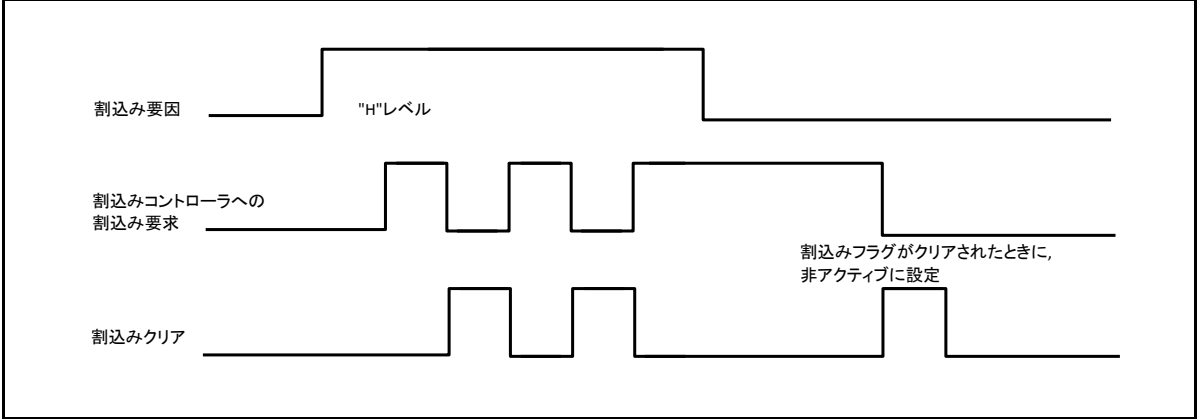 割込み要因
"H"レベル
割込みコントローラへの
割込み要求
割込みフラグがクリアされたときに,
非アクティブに設定
割込みクリア